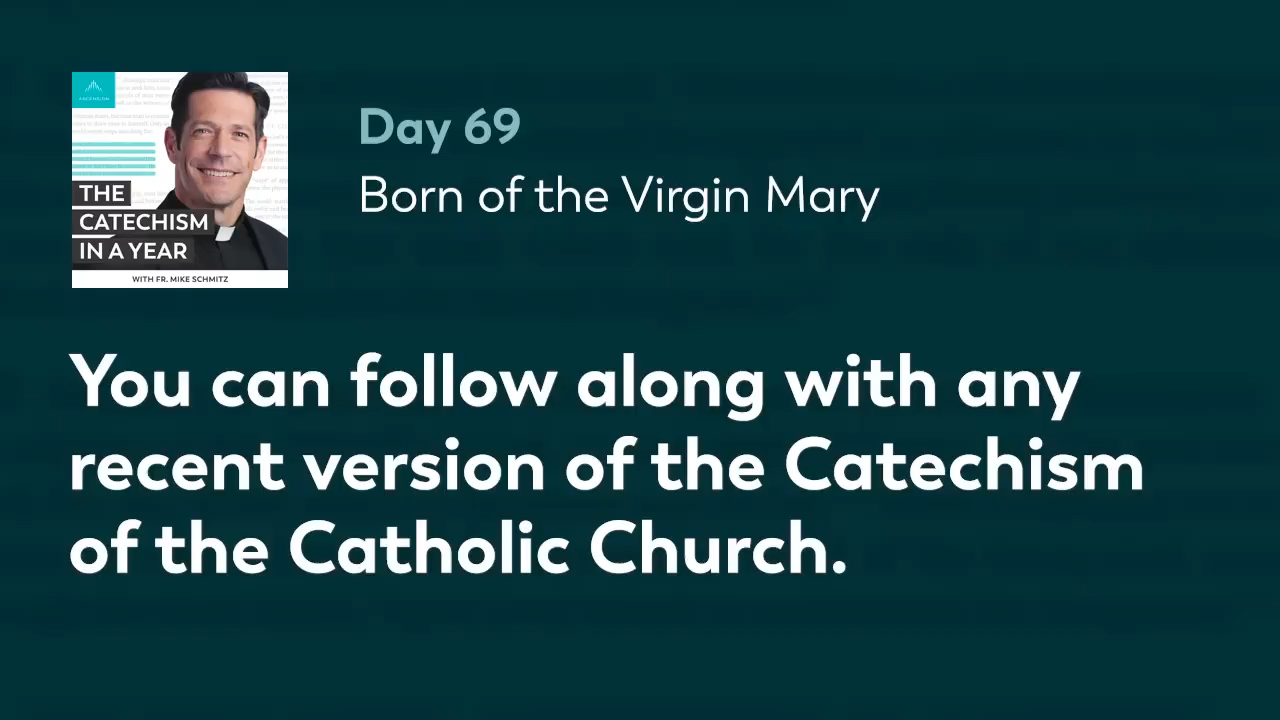 ASCENSION
THE
CATECHISM
IN A YEAR
WITH FR. MIKE SCHMITZ
Day 69
Born of the Virgin Mary
You can follow along with any
recent version of the Catechism
of the Catholic Church.